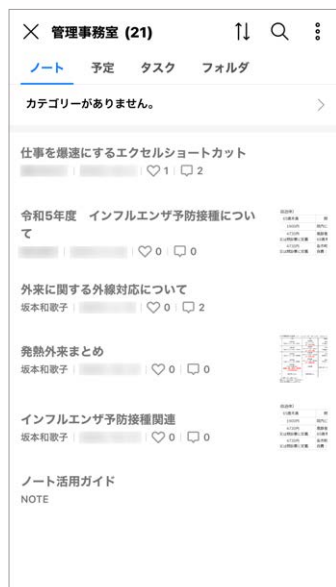 管理事務室 (21)
ノート 予定 タスク フォルダ
カテゴリーがありません。
仕事を爆速にするエクセルショートカット
1 2
令和5年度 インフルエンザ予防接種につい
て
0 0
外来に関する外線対応について
坂本和歌子 0 2
発熱外来まとめ
坂本和歌子 0 0
インフルエンザ予防接種関連
坂本和歌子 0 0
ノート活用ガイド
NOTE